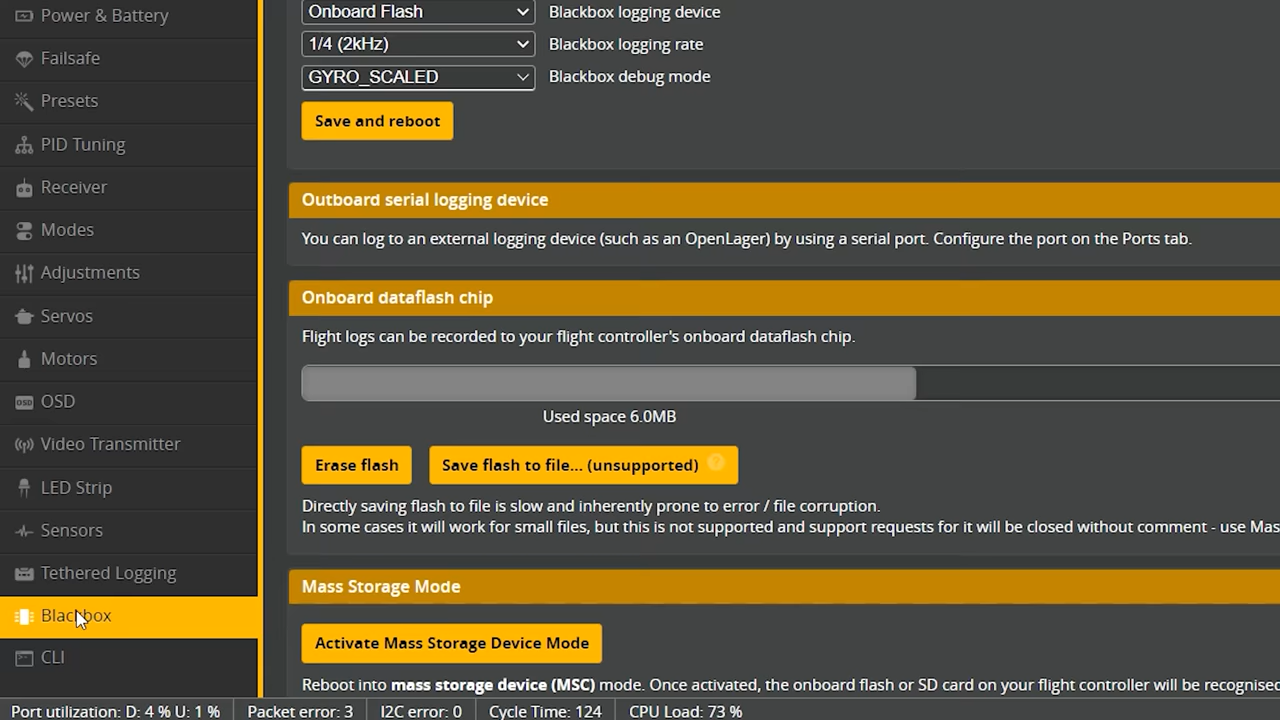 Power & Battery
Failsafe
Presets
PID Tuning
Receiver
Modes
Adjustments
Servos
Motors
OSD OSD
Video Transmitter
LED Strip
Sensors
Tethered Logging
Blackbox
CLI
Onboard Flash Blackbox logging device
1/4 (2kHz) Blackbox logging rate
GYRO_SCALED Blackbox debug mode
Save and reboot
Outboard serial logging device
You can log to an external logging device (such as an OpenLager) by using a serial port. Configure the port on the Ports tab.
Onboard dataflash chip
Flight logs can be recorded to your flight controller's onboard dataflash chip.
Used space 6.0MB
Erase flash Save flash to file... (unsupported) ?
Directly saving flash to file is slow and inherently prone to error / file corruption.
In some cases it will work for small files, but this is not supported and support requests for it will be closed without comment - use Mas
Mass Storage Mode
Activate Mass Storage Device Mode
Reboot into mass storage device (MSC) mode. Once activated, the onboard flash or SD card on your flight controller will be recognised
Port utilization: D: 4 % U: 1 % Packet error: 3 I2C error: 0 Cycle Time: 124 CPU Load: 73 %